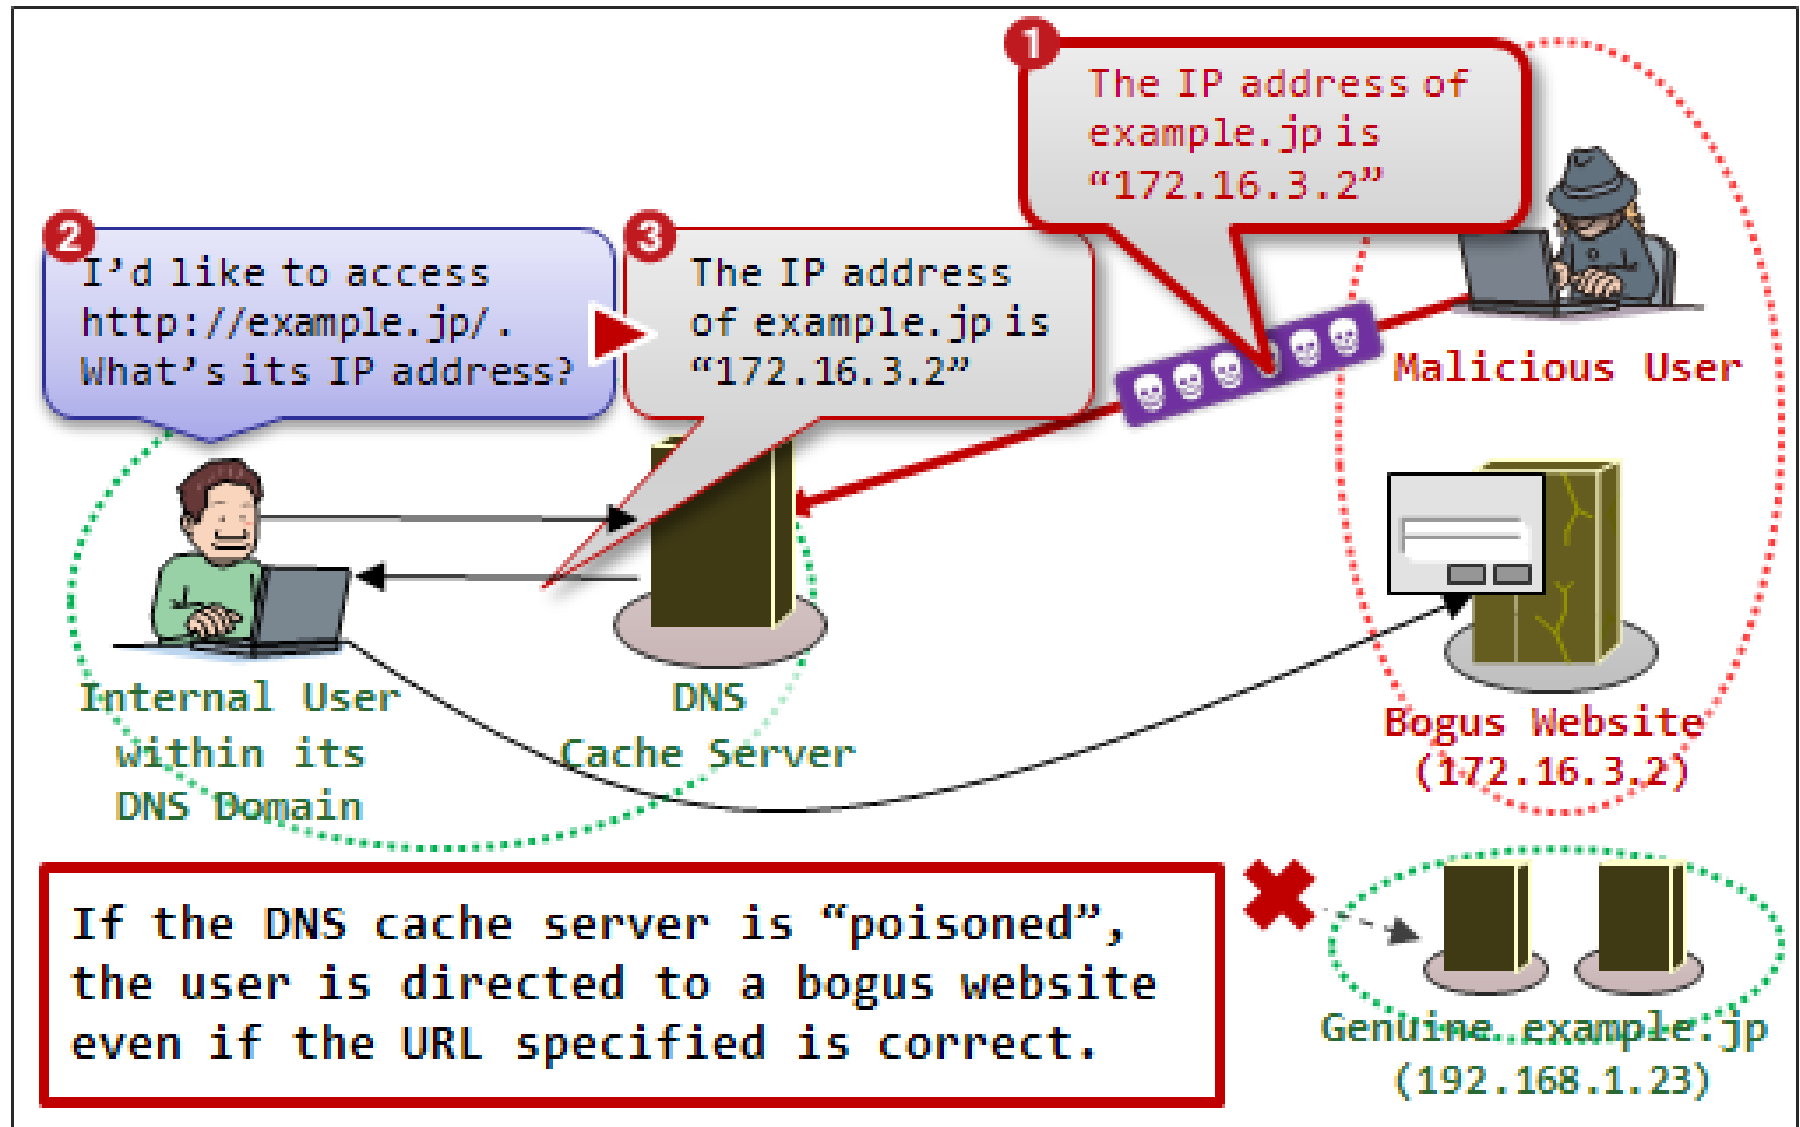 1
The IP address of
example.jp is
“172.16.3.2”
2
I’d like to access
http://example.jp/.
What’s its IP address?
3
The IP address
of example.jp is
“172.16.3.2”
Malicious User
Internal User
within its
DNS Domain
DNS
Cache Server
Bogus Website
(172.16.3.2)
If the DNS cache server is “poisoned”,
the user is directed to a bogus website
even if the URL specified is correct.
Genuine example.jp
(192.168.1.23)